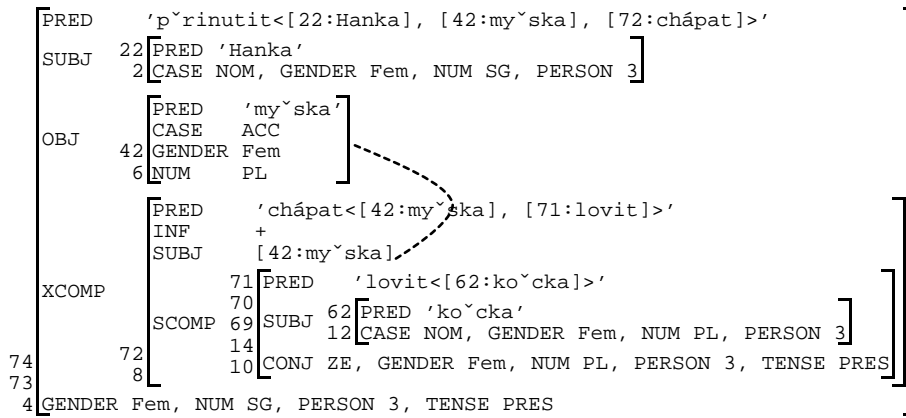 PRED 'pˇrinutit<[22:Hanka], [42:myˇska], [72:chápat]>'
SUBJ
22 PRED 'Hanka'
2 CASE NOM, GENDER Fem, NUM SG, PERSON 3
OBJ
PRED 'myˇska'
CASE ACC
42 GENDER Fem
6 NUM PL
XCOMP
PRED 'chápat<[42:myˇska], [71:lovit]>'
INF +
SUBJ [42:myˇska]
SCOMP
71 PRED 'lovit<[62:koˇcka]>'
70
69 SUBJ
62 PRED 'koˇcka'
12 CASE NOM, GENDER Fem, NUM PL, PERSON 3
14
10 CONJ ZE, GENDER Fem, NUM PL, PERSON 3, TENSE PRES
72
8
74
73
4 GENDER Fem, NUM SG, PERSON 3, TENSE PRES